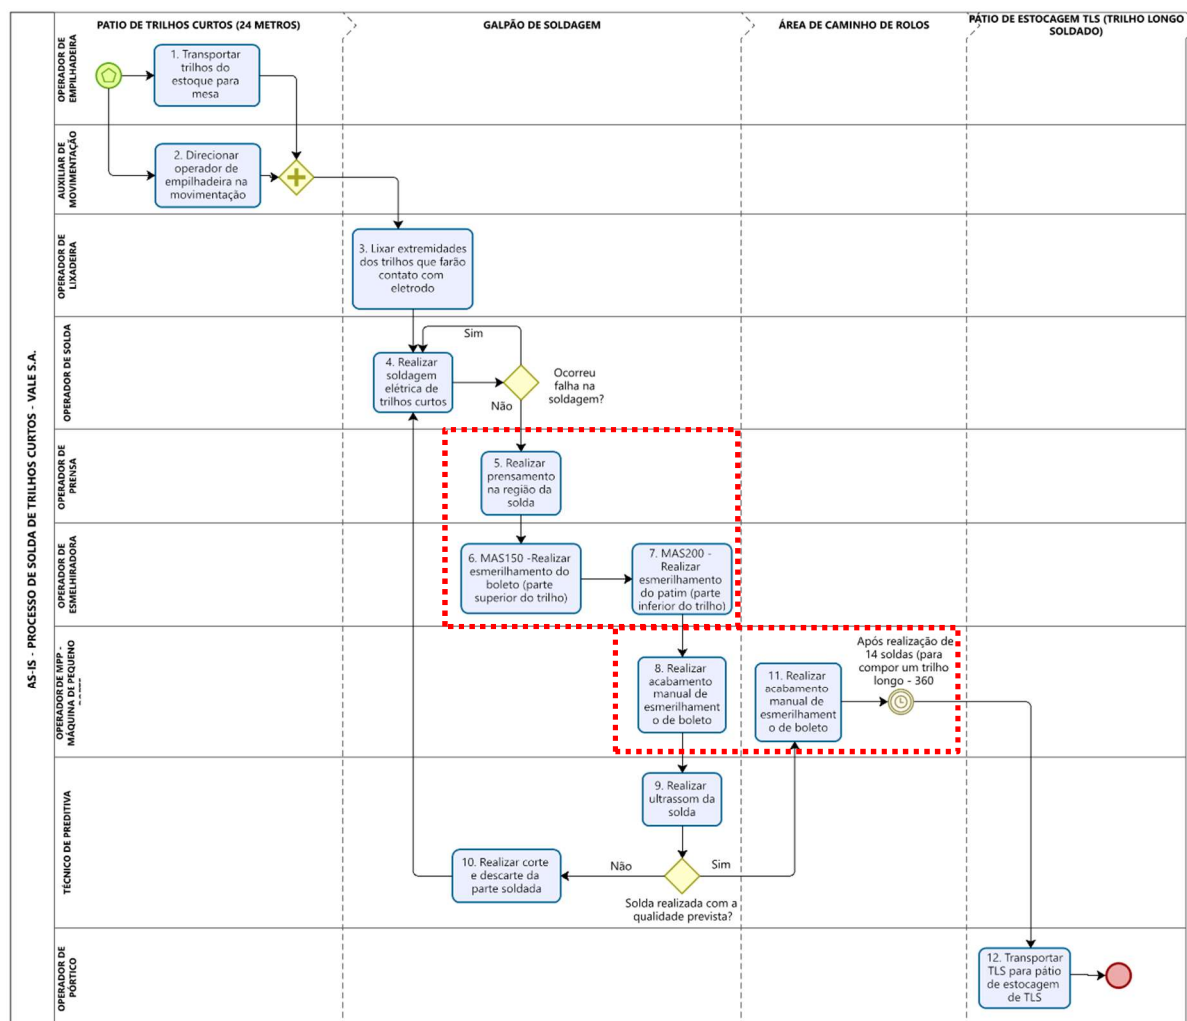 PATIO DE TRILHOS CURTOS (24 METROS)
GALPÃO DE SOLDAGEM
ÁREA DE CAMINHO DE ROLOS
PÁTIO DE ESTOCAGEM TLS (TRILHO LONGO
SOLDADO)
AS-IS - PROCESSO DE SOLDA DE TRILHOS CURTOS - VALE S.A.
OPERADOR DE
EMPILHADEIRA
1. Transportar
trilhos do
estoque para
mesa
AUXILIAR DE
MOVIMENTAÇÃO
2. Direcionar
operador de
empilhadeira na
movimentação
OPERADOR DE
LIXADEIRA
3. Lixar extremidades
dos trilhos que farão
contato com
eletrodo
OPERADOR DE SOLDA
Sim
4. Realizar
soldagem
elétrica de
trilhos curtos
Ocorreu
falha na
soldagem?
Não
OPERADOR DE
PRENSA
5. Realizar
prensamento
na região da
solda
OPERADOR DE
ESMELHIRADORA
6. MAS150 -Realizar
esmerilhamento do
boleto (parte
superior do trilho)
7. MAS200 -
Realizar
esmerilhamento
do patim (parte
inferior do trilho)
OPERADOR DE MPP -
MÁQUINA DE PEQUENO
8. Realizar
acabamento
manual de
esmerilhament
o de boleto
11. Realizar
acabamento
manual de
esmerilhament
o de boleto
Após realização de
14 soldas (para
compor um trilho
longo - 360
TÉCNICO DE PREDITIVA
9. Realizar
ultrassom da
solda
10. Realizar corte
e descarte da
parte soldada
Não
Sim
Solda realizada com a
qualidade prevista?
OPERADOR DE
PÓRTICO
12. Transportar
TLS para pátio
de estocagem
de TLS